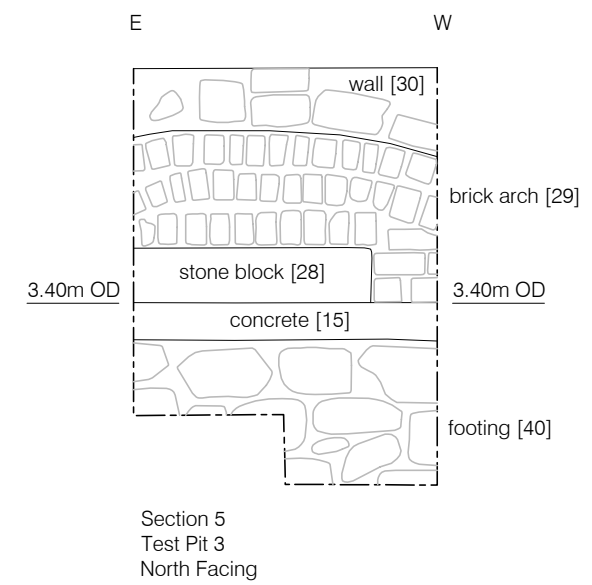 E W
wall [30]
brick arch [29]
stone block [28]
3.40m OD 3.40m OD
concrete [15]
footing [40]
Section 5
Test Pit 3
North Facing